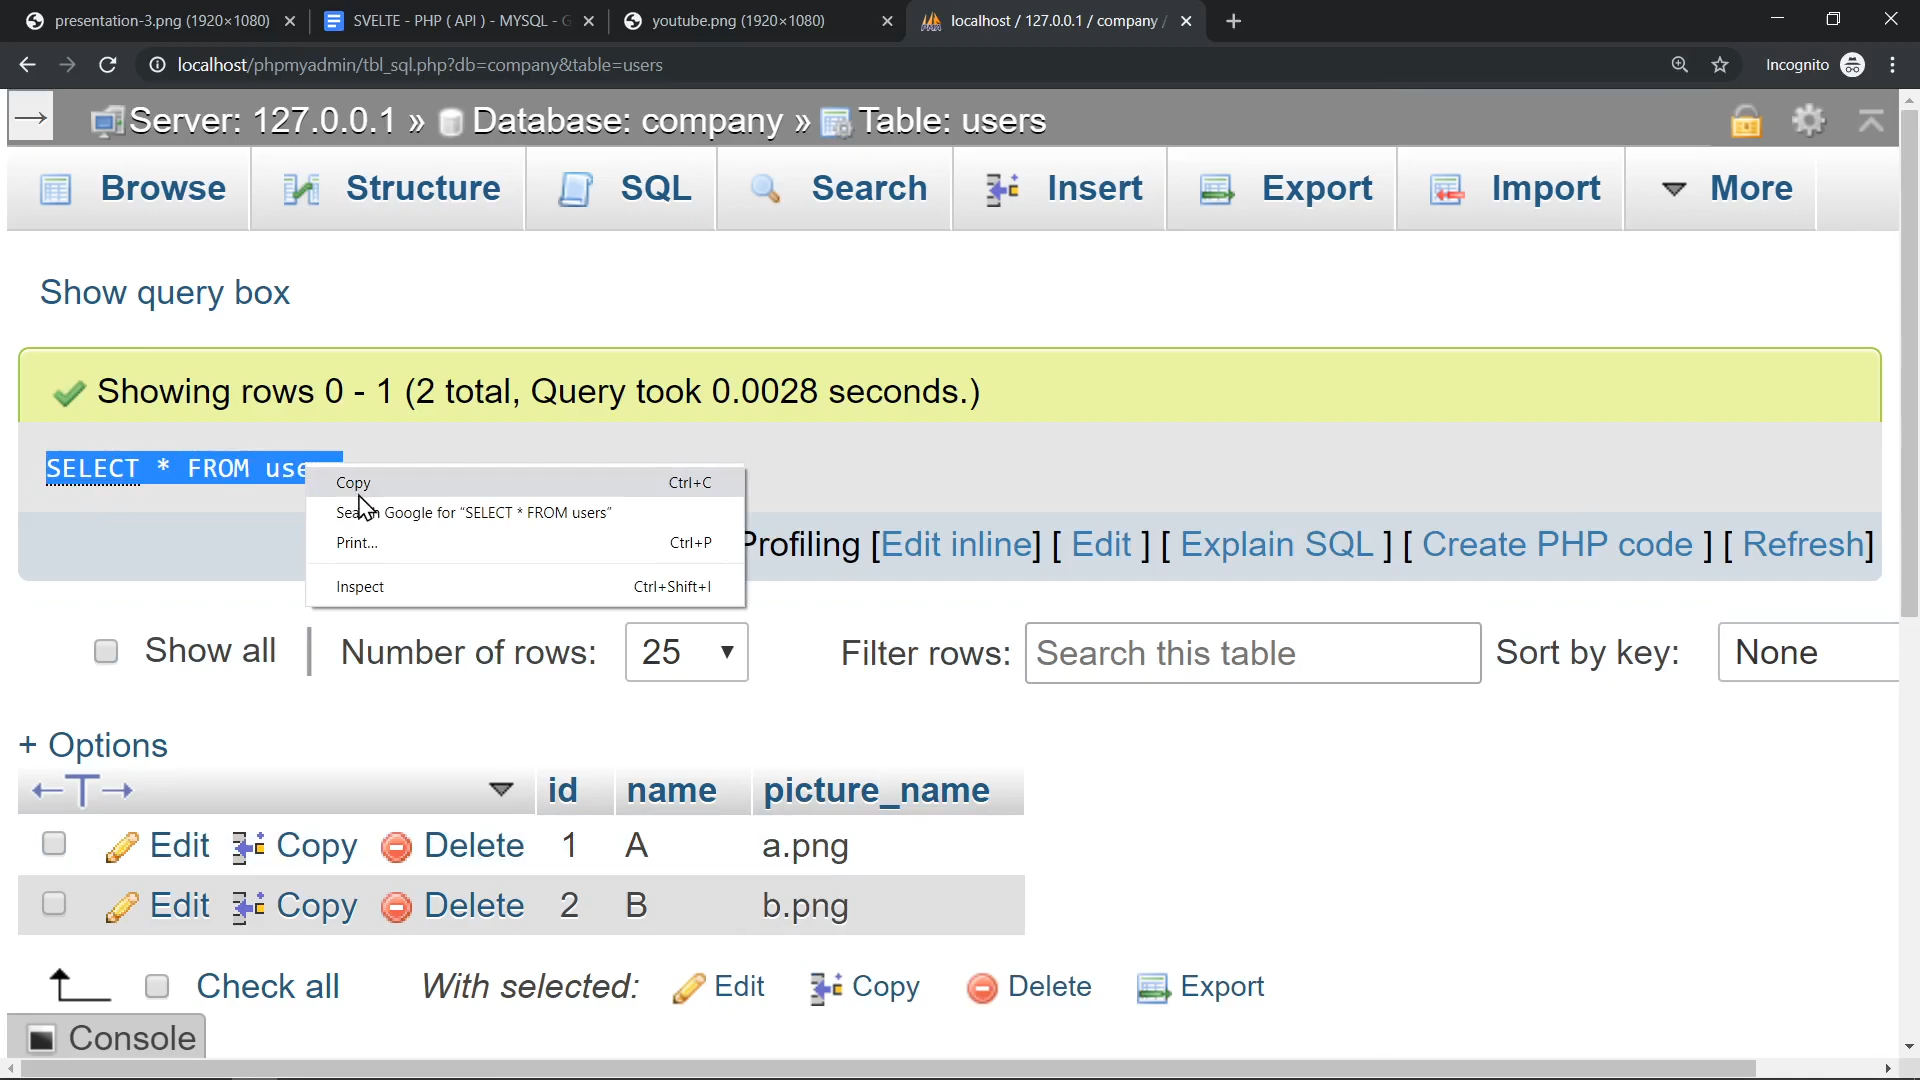 presentation-3.png (1920×1080)
SVELTE - PHP ( API ) - MYSQL - G
youtube.png (1920×1080)
localhost / 127.0.0.1 / company /
localhost/phpmyadmin/tbl_sql.php?db=company&table=users
Incognito
Server: 127.0.0.1 » Database: company » Table: users
Browse Structure SQL Search Insert Export Import More
Show query box
Showing rows 0 - 1 (2 total, Query took 0.0028 seconds.)
SELECT * FROM use
Copy Ctrl+C
Search Google for “SELECT * FROM users”
Print... Ctrl+P
Inspect Ctrl+Shift+I
Profiling [Edit inline] [ Edit ] [ Explain SQL ] [ Create PHP code ] [ Refresh]
Show all | Number of rows: 25 Filter rows: Search this table Sort by key: None
+ Options
←T→ id name picture_name
Edit Copy Delete 1 A a.png
Edit Copy Delete 2 B b.png
Check all With selected: Edit Copy Delete Export
Console